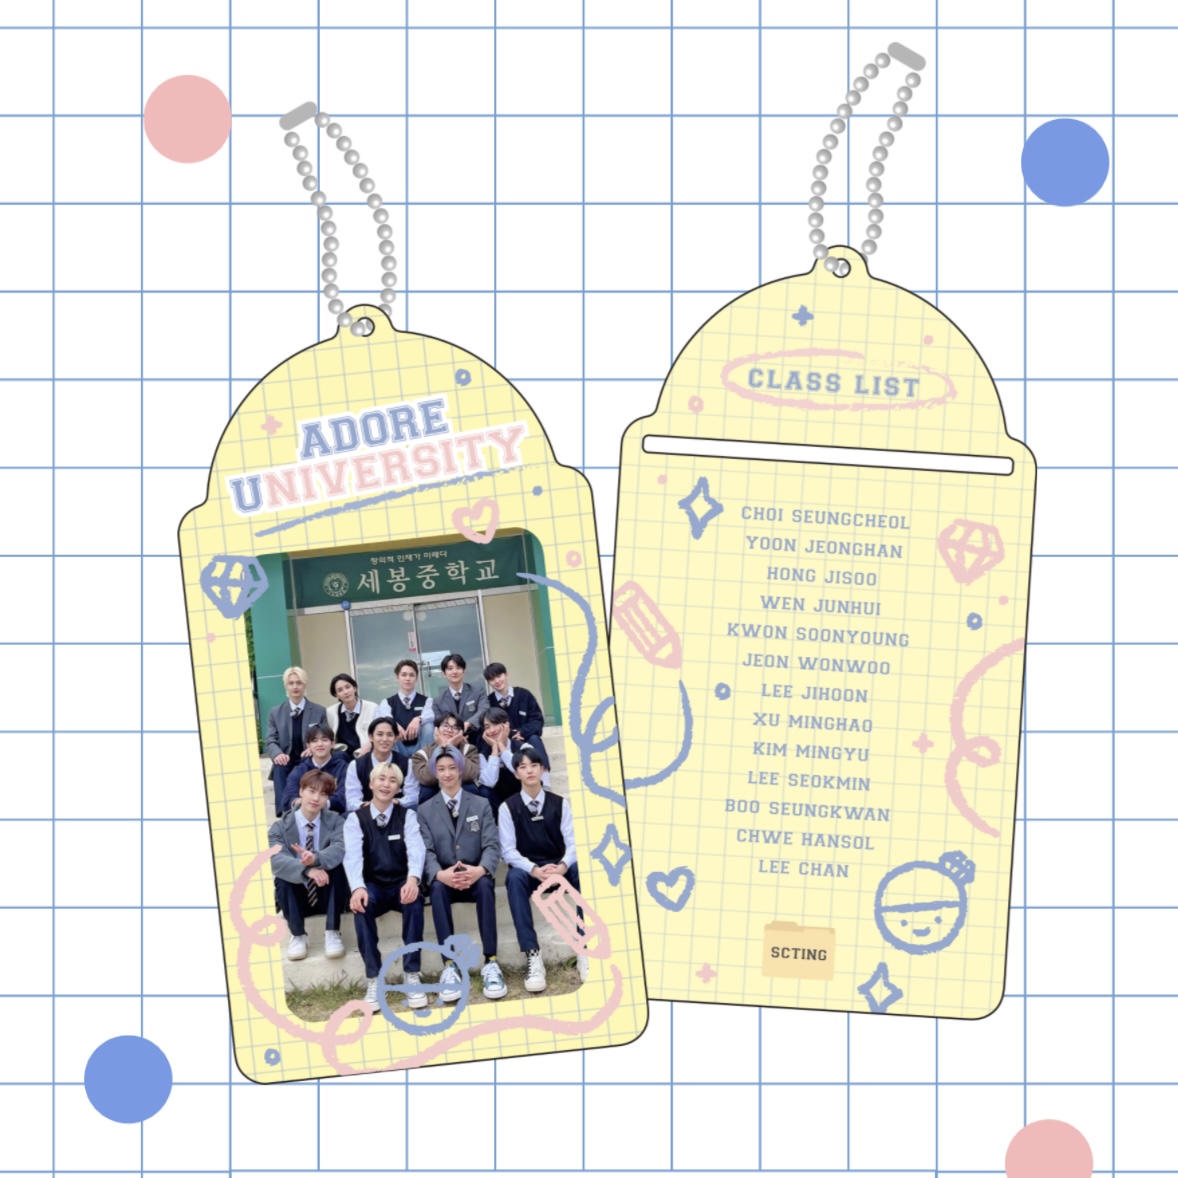 ADORE
UNIVERSITY
창의적 인재가 미래다
세봉중학교
CLASS LIST
CHOI SEUNGCHEOL
YOON JEONGHAN
HONG JISOO
WEN JUNHUI
KWON SOONYOUNG
JEON WONWOO
LEE JIHOON
XU MINGHAO
KIM MINGYU
LEE SEOKMIN
BOO SEUNGKWAN
CHWE HANSOL
LEE CHAN
SCTING